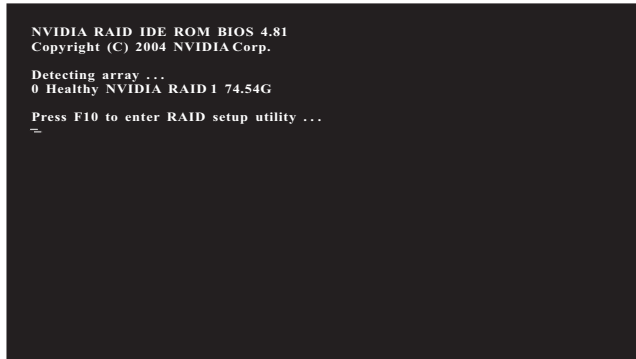 NVIDIA RAID IDE ROM BIOS 4.81
Copyright (C) 2004 NVIDIA Corp.
Detecting array ...
0 Healthy NVIDIA RAID 1 74.54G
Press F10 to enter RAID setup utility ...